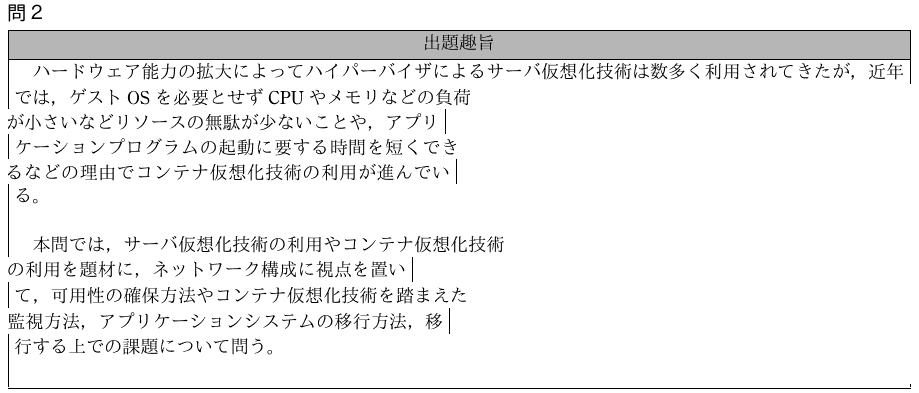 問２
出題趣旨
ハードウェア能力の拡大によってハイパーバイザによるサーバ仮想化技術は数多く利用されてきたが，近年
では，ゲスト OS を必要とせず CPU やメモリなどの負荷
が小さいなどリソースの無駄が少ないことや，アプリ
ケーションプログラムの起動に要する時間を短くでき
るなどの理由でコンテナ仮想化技術の利用が進んでい
る。
本問では，サーバ仮想化技術の利用やコンテナ仮想化技術
の利用を題材に，ネットワーク構成に視点を置い
て，可用性の確保方法やコンテナ仮想化技術を踏まえた
監視方法，アプリケーションシステムの移行方法，移
行する上での課題について問う。